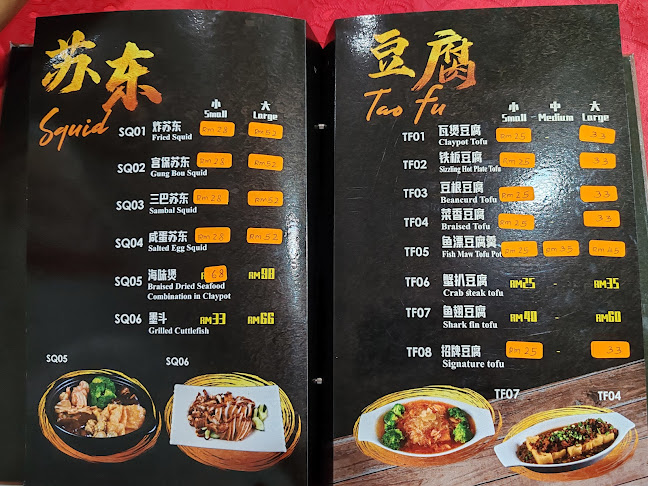 苏东
Squid
小 大
Small Large
SQ01 炸苏东 Rm28 Rm52
Fried Squid
SQ02 宫保苏东 Rm28 Rm52
Gung Bou Squid
SQ03 三巴苏东 Rm28 Rm52
Sambal Squid
SQ04 咸蛋苏东 Rm28 Rm52
Salted Egg Squid
SQ05 海味煲 68 RM98
Braised Dried Seafood
Combination in Claypot
SQ06 墨斗 RM33 RM66
Grilled Cuttlefish
SQ05 SQ06
豆腐
Tao Fu
小 中 大
Small - Medium - Large
TF01 瓦煲豆腐 Rm25 - 33
Claypot Tofu
TF02 铁板豆腐 Rm25 - 33
Sizzling Hot Plate Tofu
TF03 豆根豆腐 Rm25 - 33
Beancurd Tofu
TF04 菜香豆腐 Rm25 - 33
Braised Tofu
TF05 鱼漂豆腐煲 Rm25 Rm35 Rm45
Fish Maw Tofu Pot
TF06 蟹扒豆腐 RM25 - RM35
Crab steak tofu
TF07 鱼翅豆腐 RM40 - RM60
Shark fin tofu
TF08 招牌豆腐 Rm25 - 33
Signature tofu
TF07 TF04